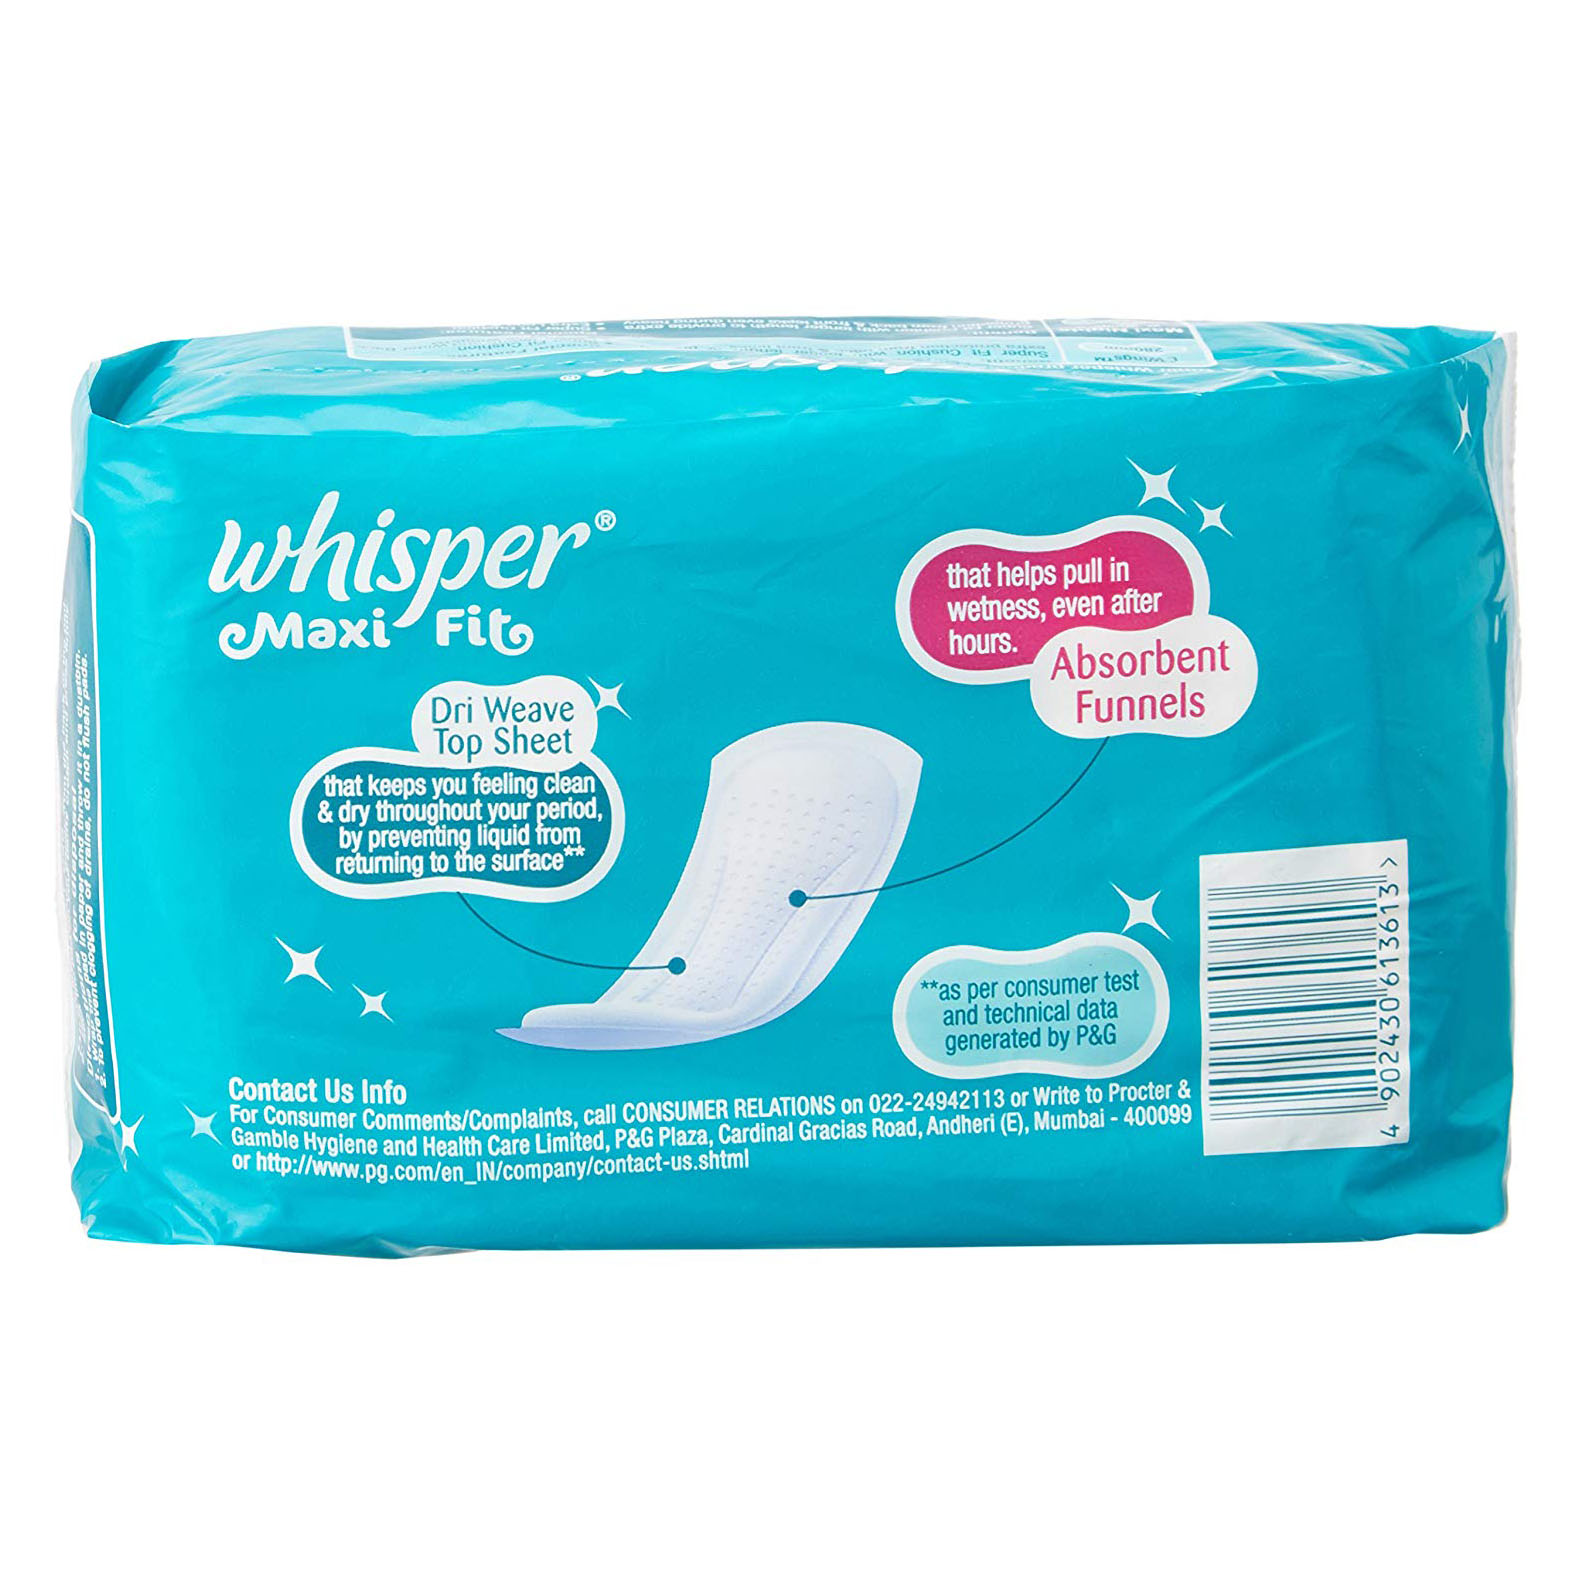 whisper®
Maxi Fit
Dri Weave
Top Sheet
that keeps you feeling clean
& dry throughout your period,
by preventing liquid from
returning to the surface**
that helps pull in
wetness, even after
hours.
Absorbent
Funnels
**as per consumer test
and technical data
generated by P&G
Contact Us Info
For Consumer Comments/Complaints, call CONSUMER RELATIONS on 022-24942113 or Write to Procter &
Gamble Hygiene and Health Care Limited, P&G Plaza, Cardinal Gracias Road, Andheri (E), Mumbai - 400099
or http://www.pg.com/en_IN/company/contact-us.shtml
4 902430 613613 >